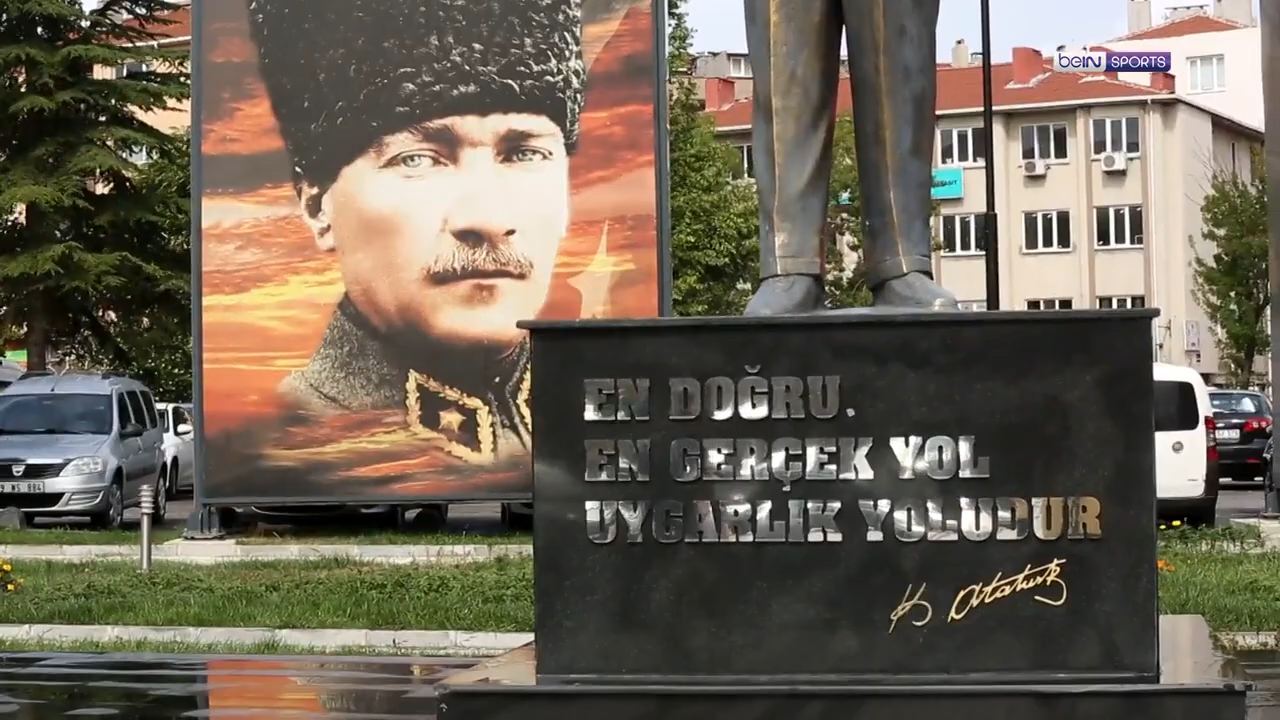 beIN SPORTS
EN DOĞRU.
EN GERÇEK YOL
UYGARLIK YOLUDUR
K. Atatürk